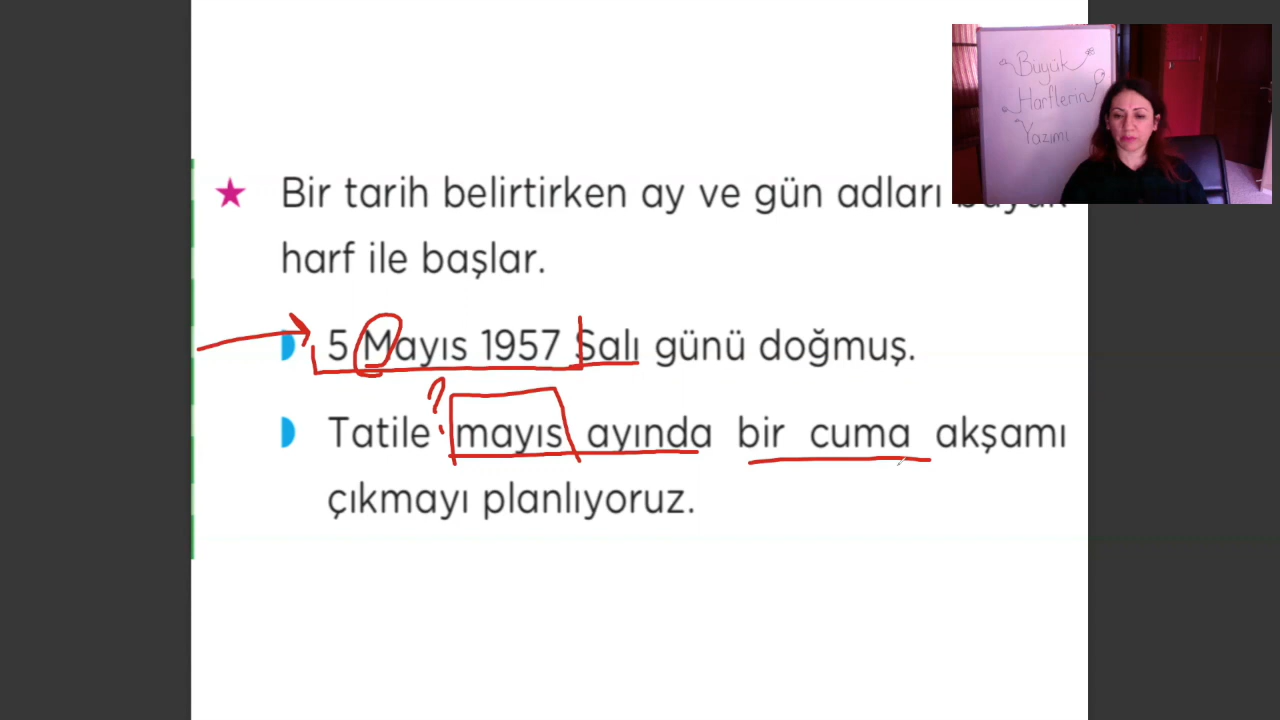 Büyük
Harflerin
Yazımı
Bir tarih belirtirken ay ve gün adları
harf ile başlar.
5 Mayıs 1957 Salı günü doğmuş.
?
Tatile mayıs ayında bir cuma akşamı
çıkmayı planlıyoruz.